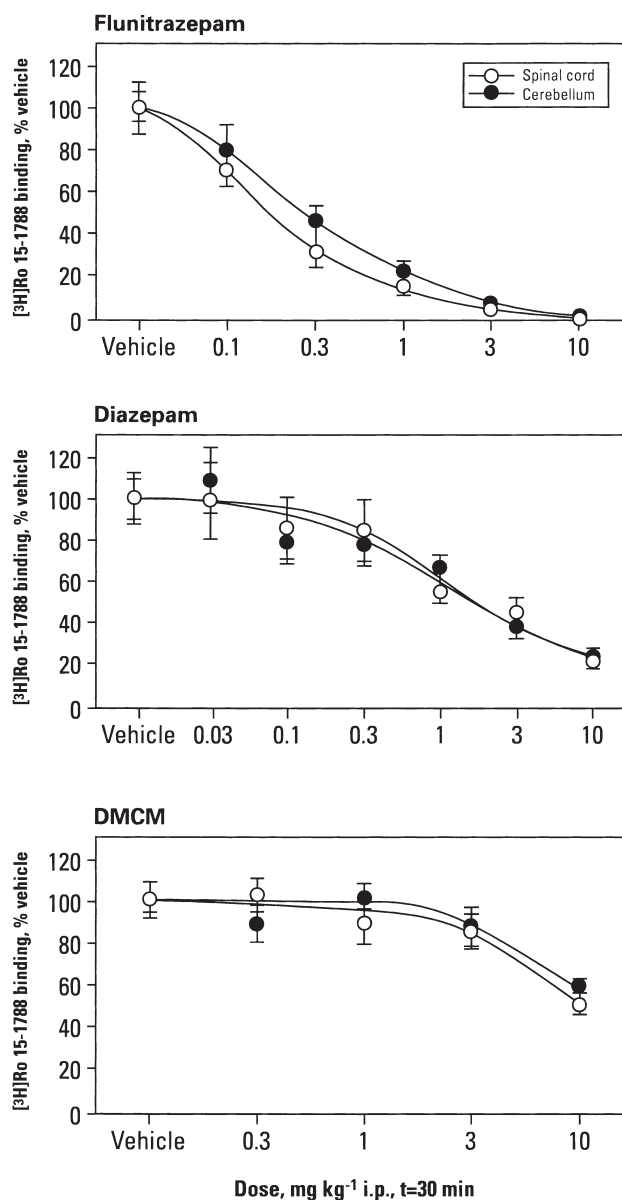 Flunitrazepam
[³H]Ro 15-1788 binding, % vehicle
120
100
80
60
40
20
0
Spinal cord
Cerebellum
Vehicle 0.1 0.3 1 3 10
Diazepam
[³H]Ro 15-1788 binding, % vehicle
120
100
80
60
40
20
0
Vehicle 0.03 0.1 0.3 1 3 10
DMCM
[³H]Ro 15-1788 binding, % vehicle
120
100
80
60
40
20
0
Vehicle 0.3 1 3 10
Dose, mg kg⁻¹ i.p., t=30 min